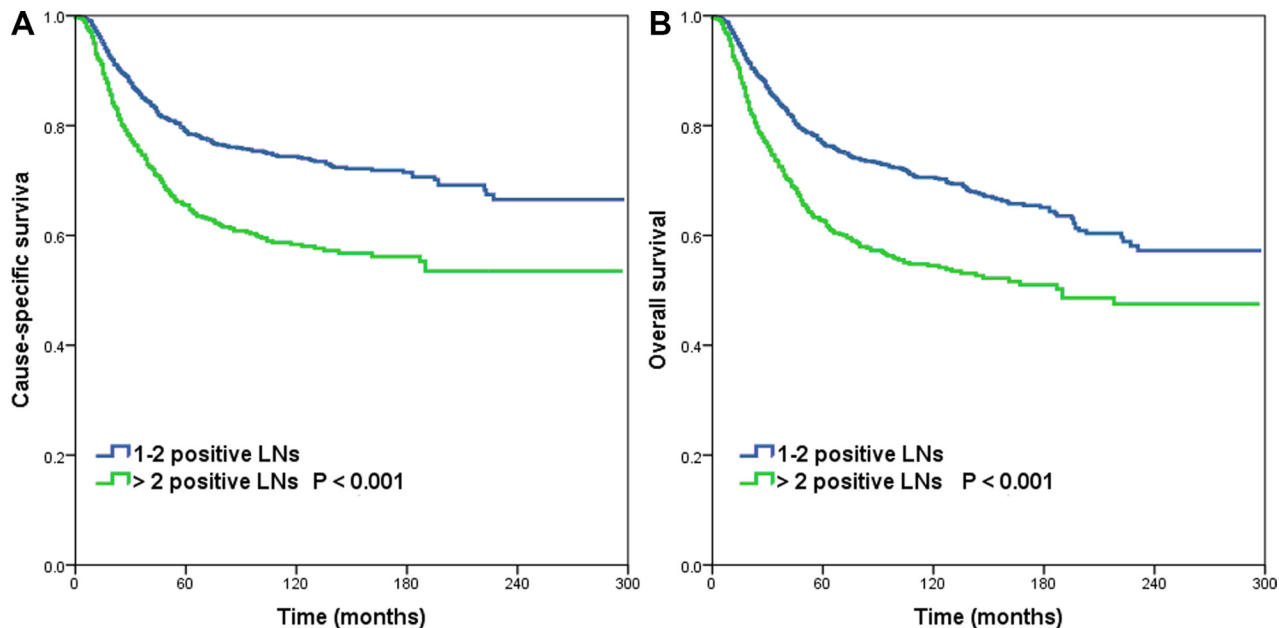 A
Cause-specific surviva
1.0
0.8
0.6
0.4
0.2
0.0
1-2 positive LNs
> 2 positive LNs P < 0.001
0 60 120 180 240 300
Time (months)
B
Overall survival
1.0
0.8
0.6
0.4
0.2
0.0
1-2 positive LNs
> 2 positive LNs P < 0.001
0 60 120 180 240 300
Time (months)